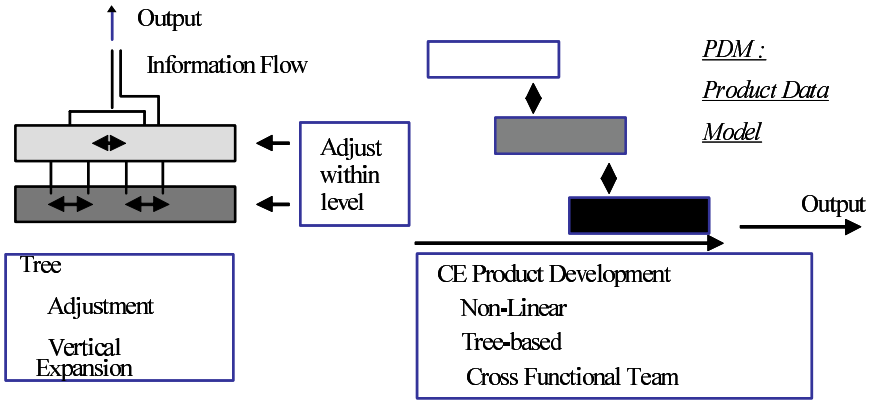 Output
Information Flow
Adjust
within
level
Tree
Adjustment
Vertical
Expansion
PDM :
Product Data
Model
Output
CE Product Development
Non-Linear
Tree-based
Cross Functional Team